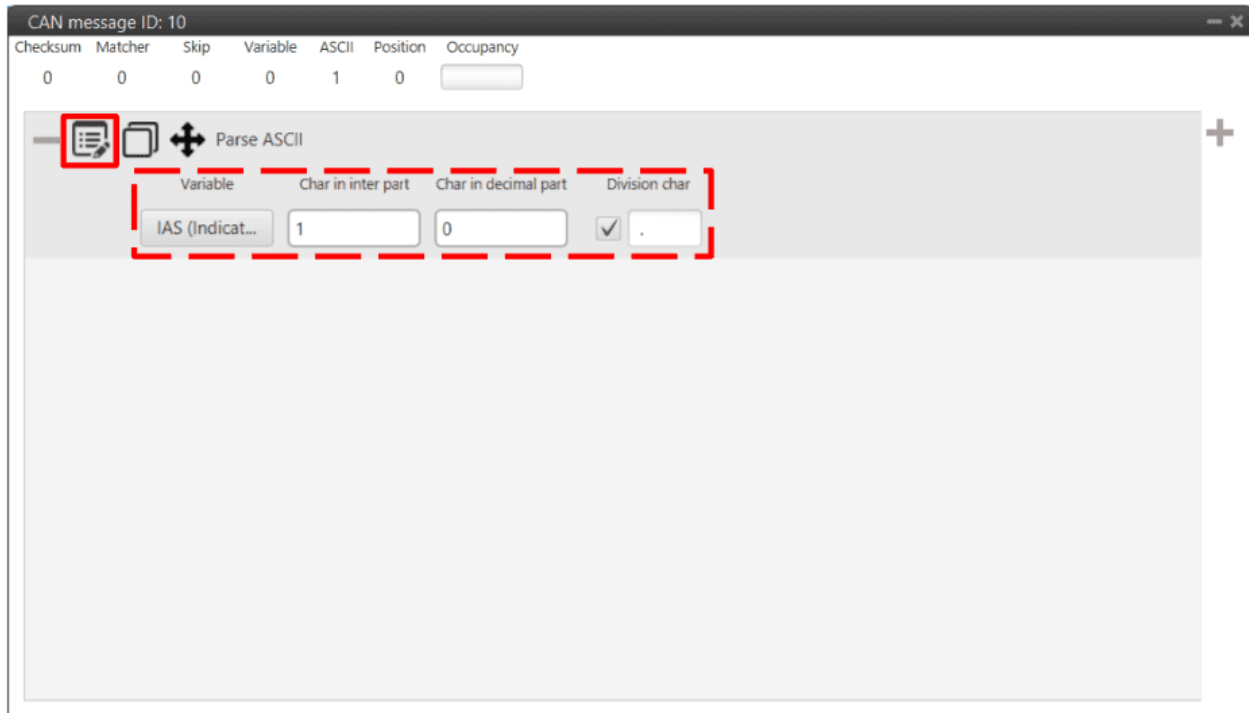 CAN message ID: 10
Checksum Matcher Skip Variable ASCII Position Occupancy
0 0 0 0 1 0
Parse ASCII
Variable Char in inter part Char in decimal part Division char
IAS (Indicat... 1 0 .